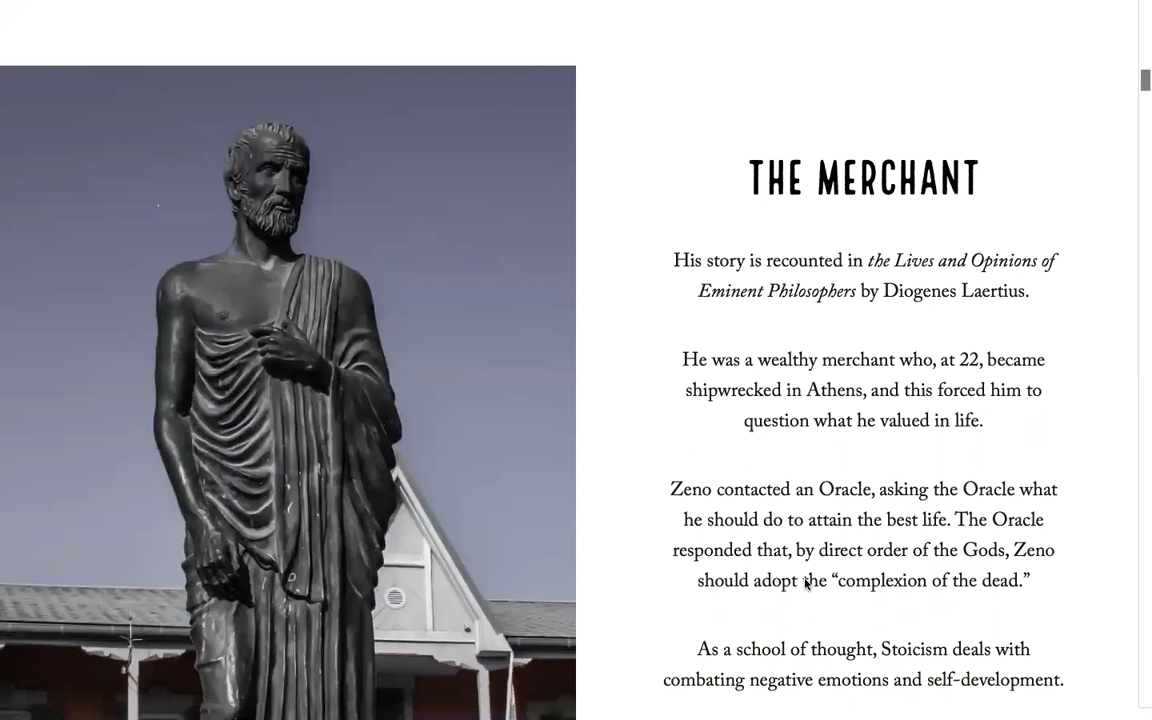 THE MERCHANT
His story is recounted in the Lives and Opinions of
Eminent Philosophers by Diogenes Laertius.
He was a wealthy merchant who, at 22, became
shipwrecked in Athens, and this forced him to
question what he valued in life.
Zeno contacted an Oracle, asking the Oracle what
he should do to attain the best life. The Oracle
responded that, by direct order of the Gods, Zeno
should adopt the “complexion of the dead.”
As a school of thought, Stoicism deals with
combating negative emotions and self-development.